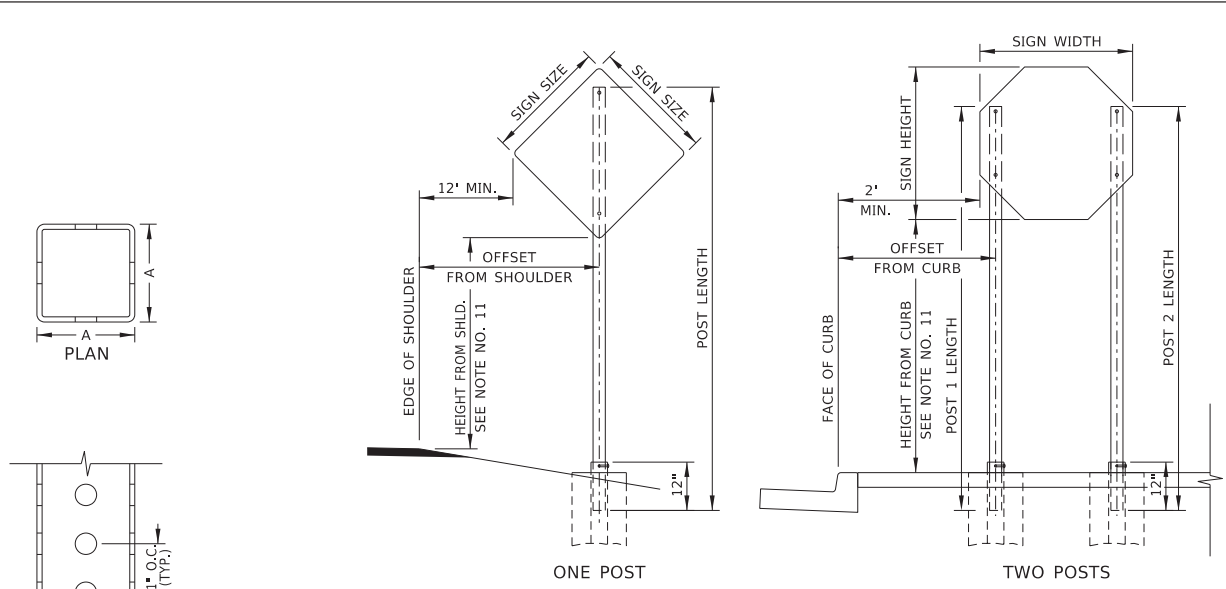 A
A
PLAN
1" O.C.
(TYP.)
SIGN SIZE
SIGN SIZE
12' MIN.
OFFSET
FROM SHOULDER
EDGE OF SHOULDER
HEIGHT FROM SHLD.
SEE NOTE NO. 11
POST LENGTH
12"
ONE POST
SIGN WIDTH
SIGN HEIGHT
2'
MIN.
OFFSET
FROM CURB
FACE OF CURB
HEIGHT FROM CURB
SEE NOTE NO. 11
POST 1 LENGTH
POST 2 LENGTH
12"
TWO POSTS